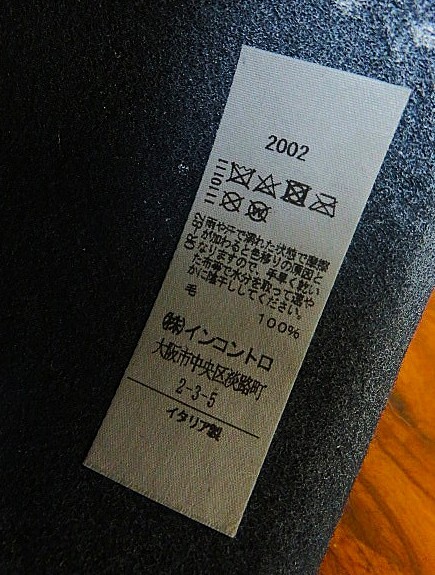 2002
雨や汗で濡れた状態で摩擦
が加わると色移りの原因と
なりますので、手早く乾い
た布等で水分を吸って速や
かに陰干ししてください。
毛 100%
(株)インコントロ
大阪市中央区淡路町
2-3-5
イタリア製